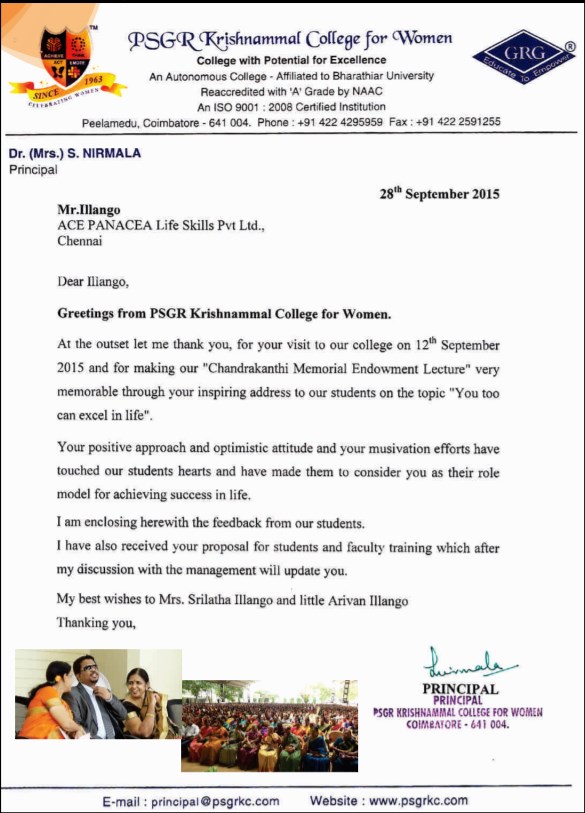 TM
ACHIEVE
THINK
ACT
SINCE 1963
CELEBRATING WOMEN
PSGR Krishnammal College for Women
College with Potential for Excellence
An Autonomous College - Affiliated to Bharathiar University
Reaccredited with 'A' Grade by NAAC
An ISO 9001 : 2008 Certified Institution
Peelamedu, Coimbatore - 641 004. Phone : +91 422 4295959 Fax : +91 422 2591255
GRG
®
Educate To Empower
Dr. (Mrs.) S. NIRMALA
Principal
28th September 2015
Mr.Illango
ACE PANACEA Life Skills Pvt Ltd.,
Chennai
Dear Illango,
Greetings from PSGR Krishnammal College for Women.
At the outset let me thank you, for your visit to our college on 12th September
2015 and for making our "Chandrakanthi Memorial Endowment Lecture" very
memorable through your inspiring address to our students on the topic "You too
can excel in life".
Your positive approach and optimistic attitude and your musivation efforts have
touched our students hearts and have made them to consider you as their role
model for achieving success in life.
I am enclosing herewith the feedback from our students.
I have also received your proposal for students and faculty training which after
my discussion with the management will update you.
My best wishes to Mrs. Srilatha Illango and little Arivan Illango
Thanking you,
Nirmala
PRINCIPAL
PRINCIPAL
PSGR KRISHNAMMAL COLLEGE FOR WOMEN
COIMBATORE - 641 004.
E-mail : principal@psgrkc.com Website : www.psgrkc.com